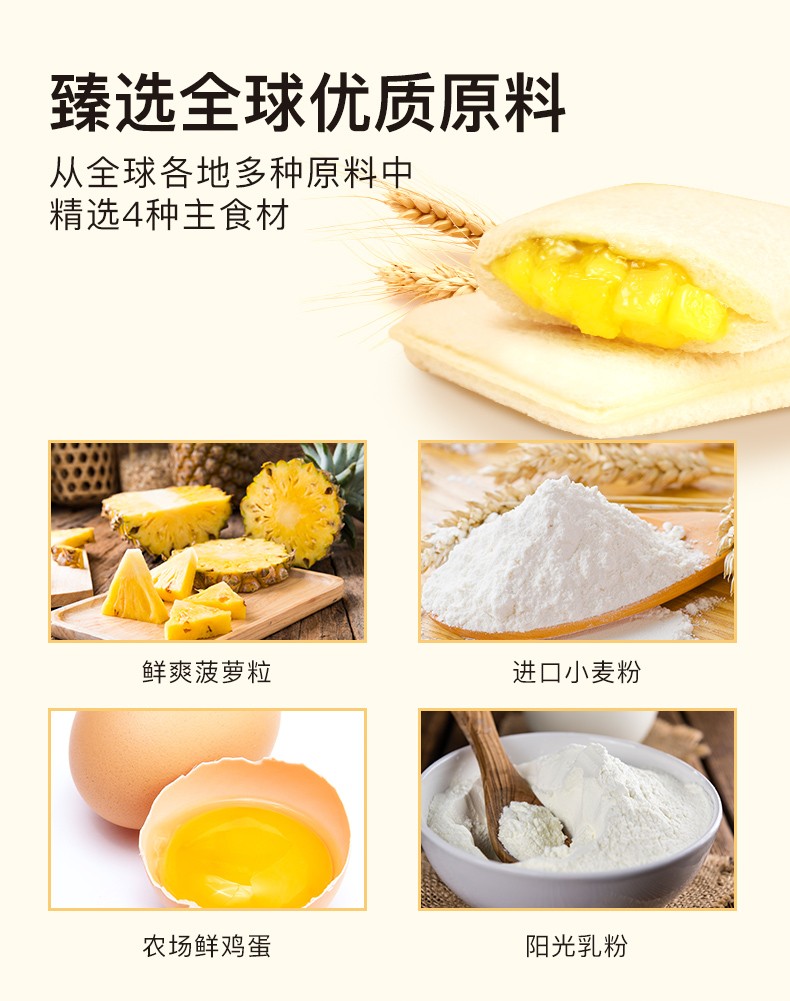 臻选全球优质原料
从全球各地多种原料中
精选4种主食材
鲜爽菠萝粒
进口小麦粉
农场鲜鸡蛋
阳光乳粉